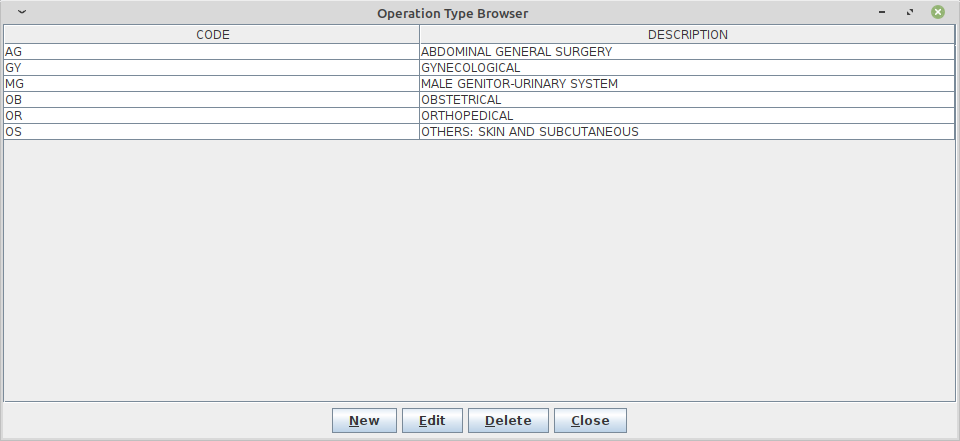 Operation Type Browser
CODE DESCRIPTION
AG ABDOMINAL GENERAL SURGERY
GY GYNECOLOGICAL
MG MALE GENITOR-URINARY SYSTEM
OB OBSTETRICAL
OR ORTHOPEDICAL
OS OTHERS: SKIN AND SUBCUTANEOUS
New Edit Delete Close